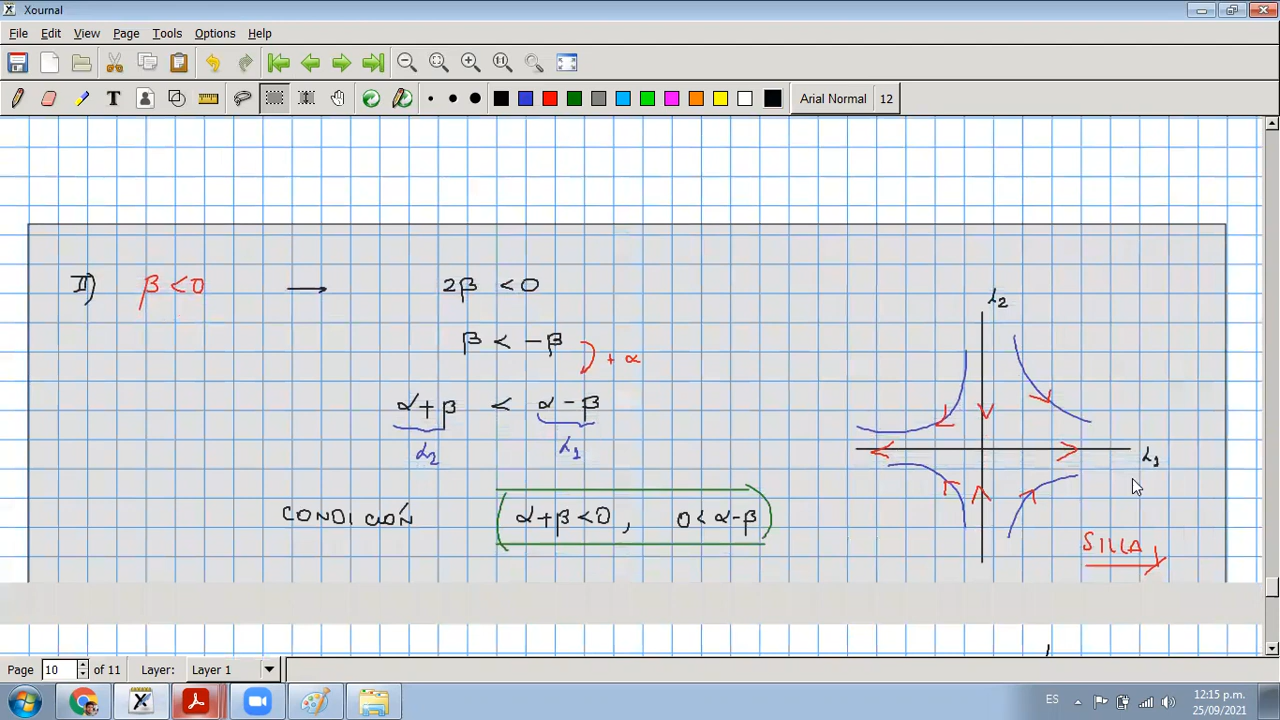 Xournal
File Edit View Page Tools Options Help
Arial Normal 12
II) β < 0 → 2β < 0
β < -β + α
α + β < α - β
λ2 λ1
CONDICIÓN α+β<0, 0<α-β
λ2
λ1
SILLA
Page 10 of 11 Layer: Layer 1
ES 12:15 p.m.
25/09/2021